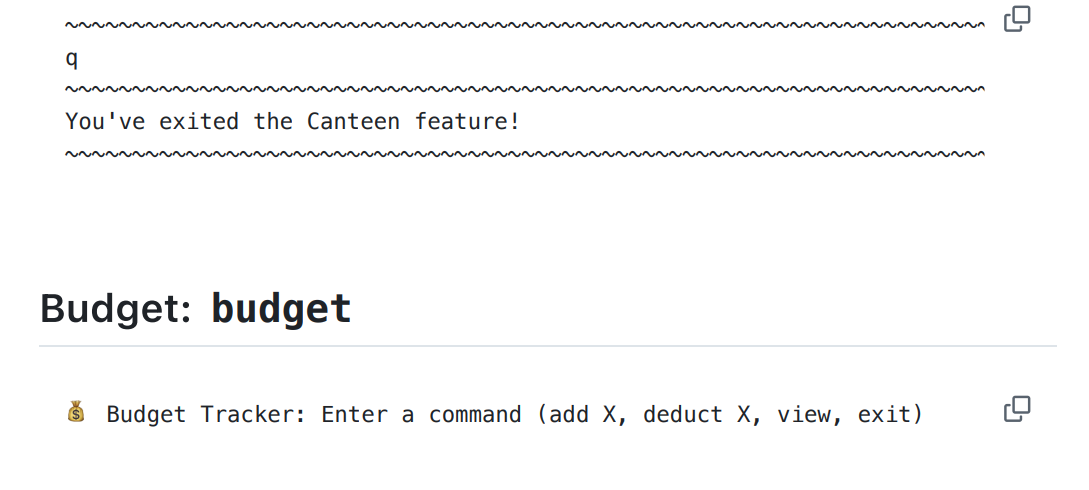 ~~~~~~~~~~~~~~~~~~~~~~~~~~~~~~~~~~~~~~~~~~~~~~~~~~~~~~~~~~~~~~~~~~~~~
q
~~~~~~~~~~~~~~~~~~~~~~~~~~~~~~~~~~~~~~~~~~~~~~~~~~~~~~~~~~~~~~~~~~~~~
You've exited the Canteen feature!
~~~~~~~~~~~~~~~~~~~~~~~~~~~~~~~~~~~~~~~~~~~~~~~~~~~~~~~~~~~~~~~~~~~~~
Budget: budget
💰 Budget Tracker: Enter a command (add X, deduct X, view, exit)